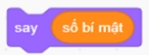 say số bí mật